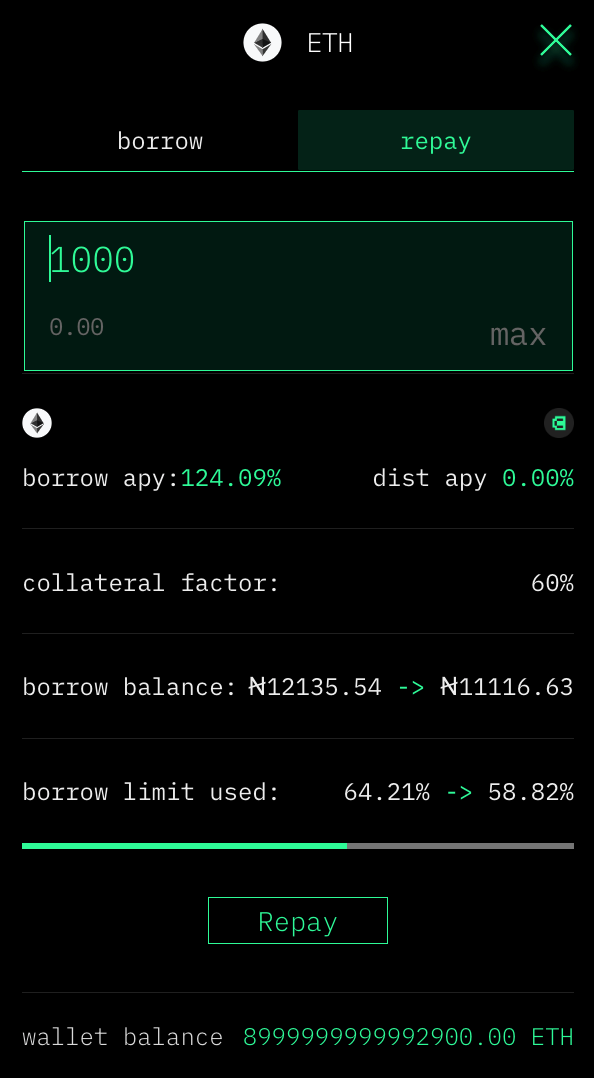 ETH
borrow repay
1000
0.00 max
borrow apy:124.09% dist apy 0.00%
collateral factor: 60%
borrow balance: ₦12135.54 -> ₦11116.63
borrow limit used: 64.21% -> 58.82%
Repay
wallet balance 8999999999992900.00 ETH